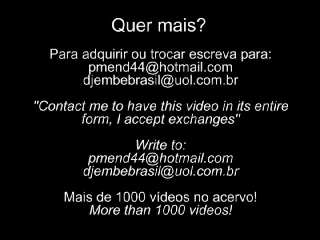 Quer mais?
Para adquirir ou trocar escreva para:
pmend44@hotmail.com
djembebrasil@uol.com.br
"Contact me to have this video in its entire
form, I accept exchanges"
Write to:
pmend44@hotmail.com
djembebrasil@uol.com.br
Mais de 1000 vídeos no acervo!
More than 1000 videos!